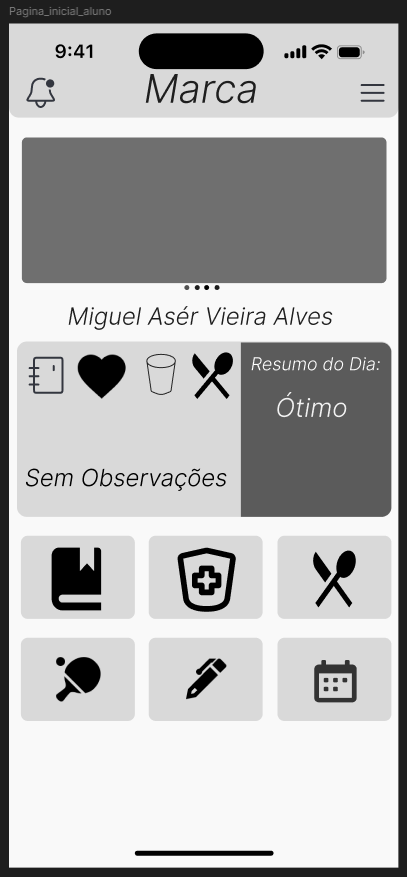 Pagina_inicial_aluno
9:41
Marca
Miguel Asér Vieira Alves
Resumo do Dia:
Ótimo
Sem Observações